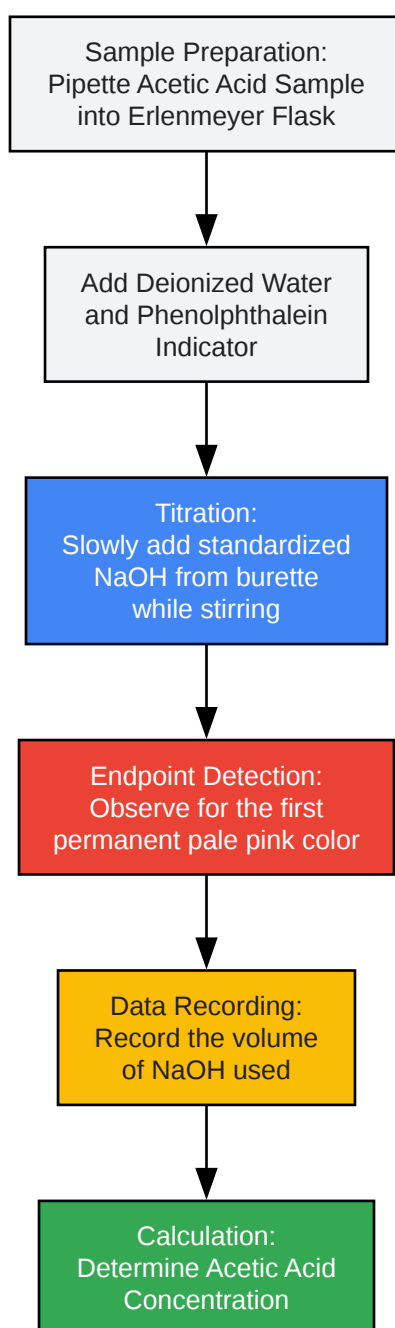 Sample Preparation:
Pipette Acetic Acid Sample
into Erlenmeyer Flask
Add Deionized Water
and Phenolphthalein
Indicator
Titration:
Slowly add standardized
NaOH from burette
while stirring
Endpoint Detection:
Observe for the first
permanent pale pink color
Data Recording:
Record the volume
of NaOH used
Calculation:
Determine Acetic Acid
Concentration